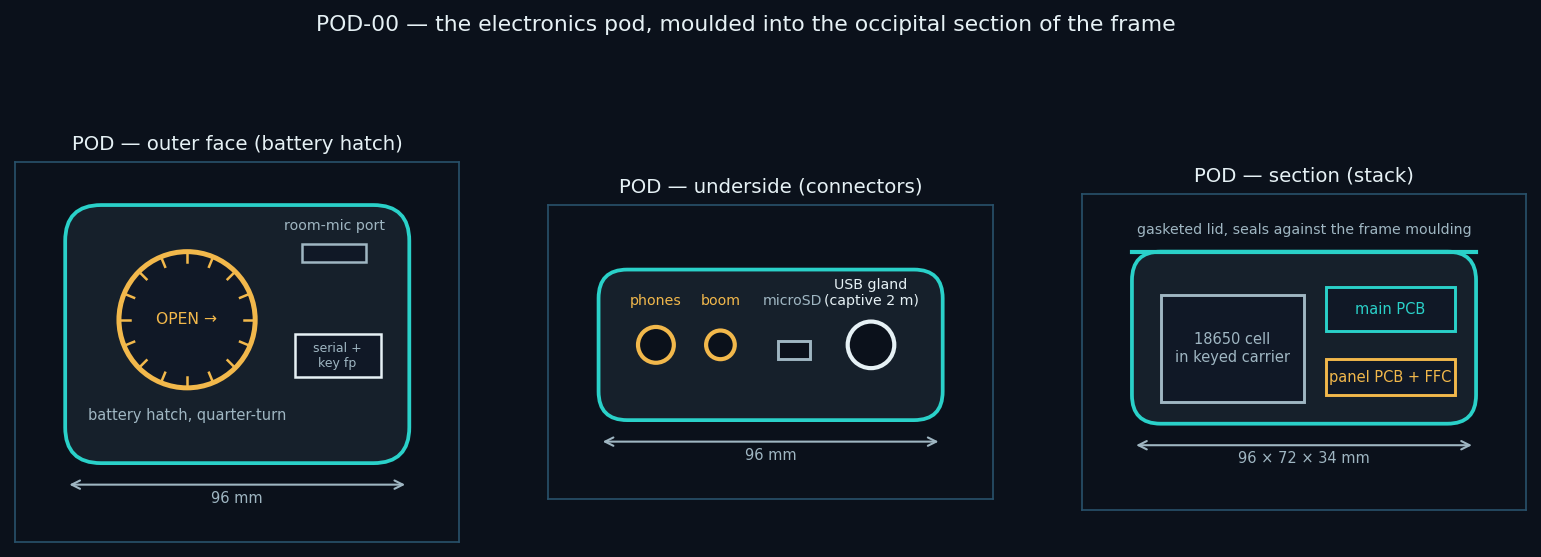 POD-00 — the electronics pod, moulded into the occipital section of the frame
POD — outer face (battery hatch)
room-mic port
OPEN →
serial +
key fp
battery hatch, quarter-turn
96 mm
POD — underside (connectors)
phones
boom
microSD
USB gland
(captive 2 m)
96 mm
POD — section (stack)
gasketed lid, seals against the frame moulding
18650 cell
in keyed carrier
main PCB
panel PCB + FFC
96 × 72 × 34 mm